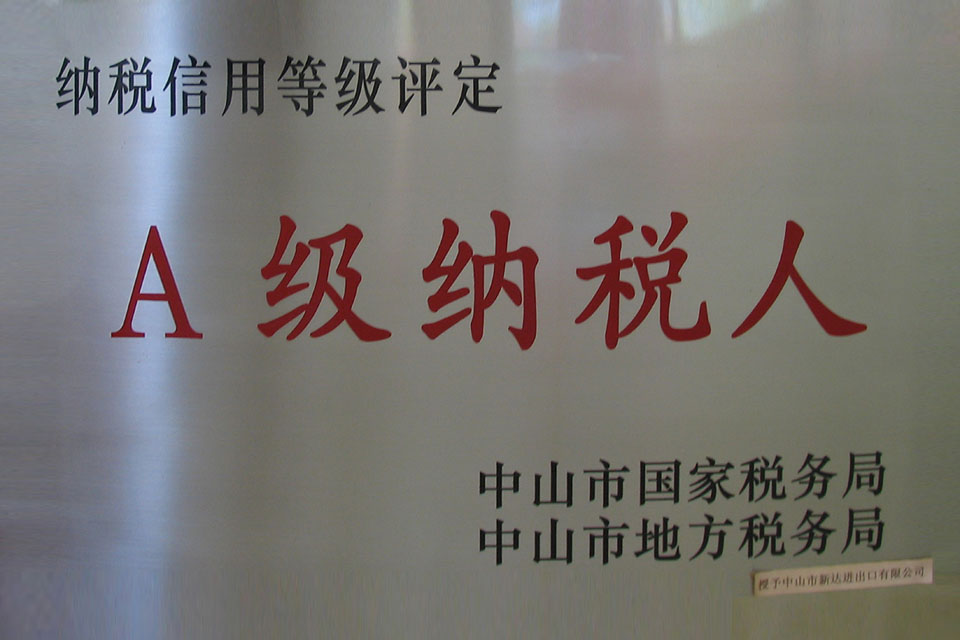 纳税信用等级评定
A级纳税人
中山市国家税务局
中山市地方税务局
授予中山市新达进出口有限公司